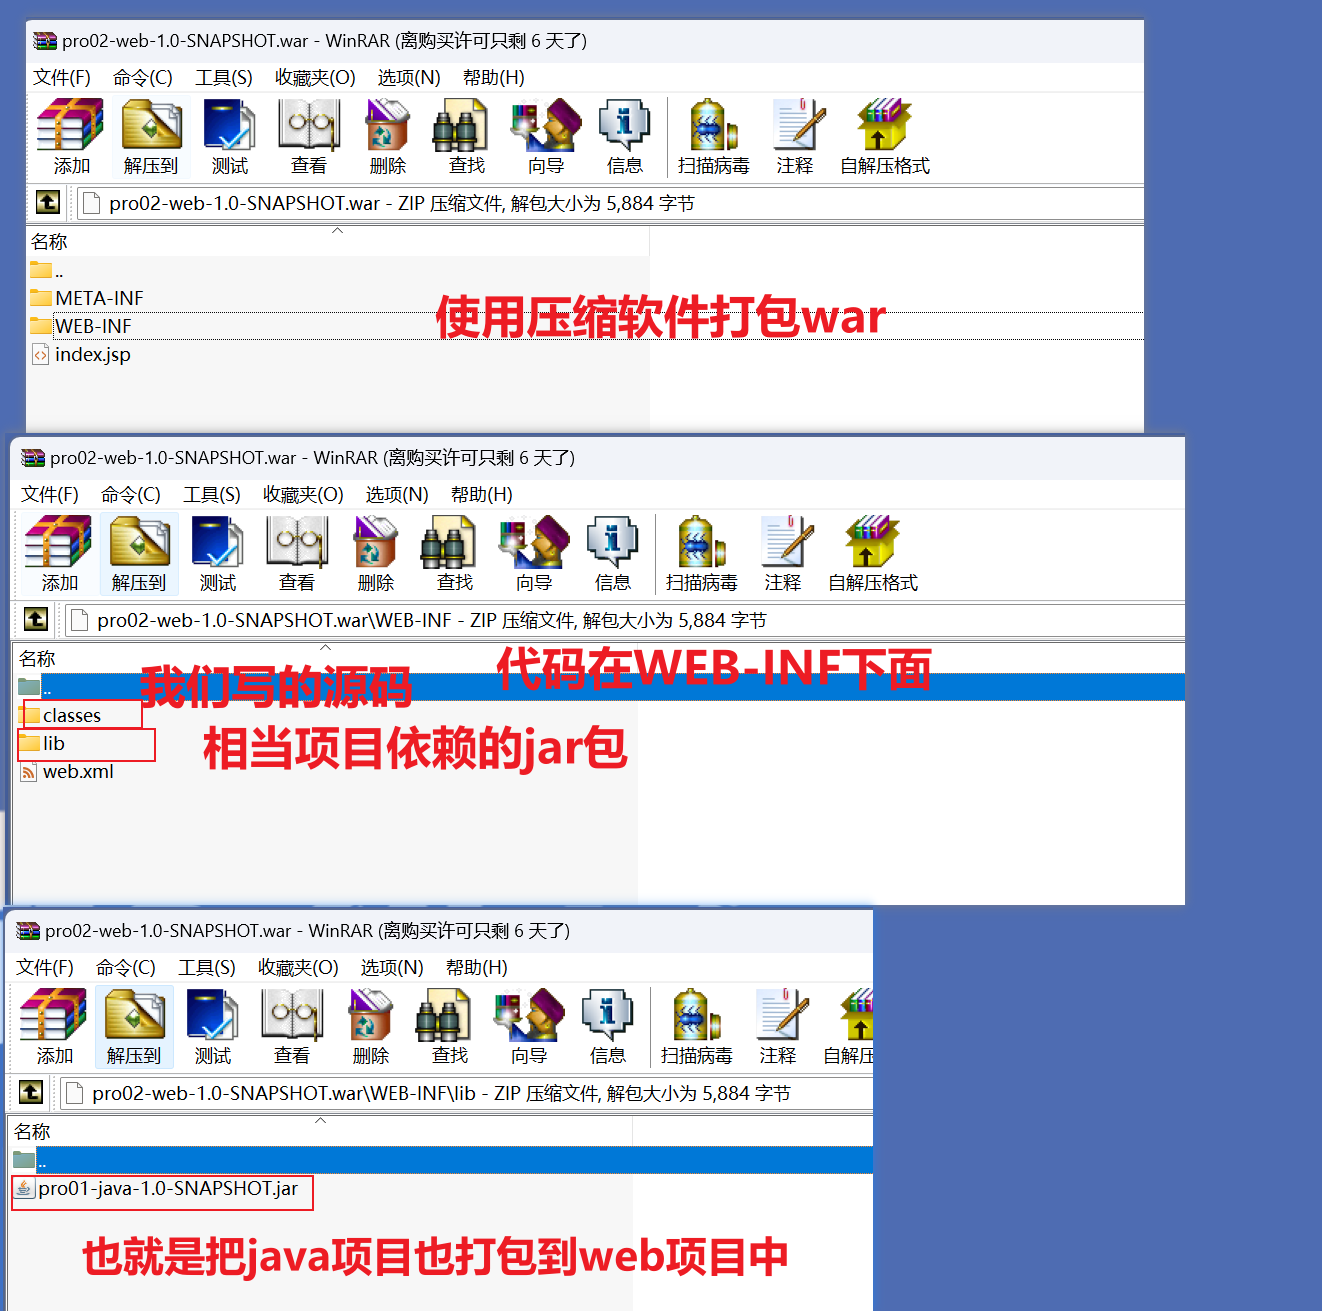 pro02-web-1.0-SNAPSHOT.war - WinRAR (离购买许可只剩 6 天了)
文件(F) 命令(C) 工具(S) 收藏夹(O) 选项(N) 帮助(H)
添加 解压到 测试 查看 删除 查找 向导 信息 扫描病毒 注释 自解压格式
pro02-web-1.0-SNAPSHOT.war - ZIP 压缩文件, 解包大小为 5,884 字节
名称
..
META-INF
使用压缩软件打包war
WEB-INF
index.jsp
pro02-web-1.0-SNAPSHOT.war - WinRAR (离购买许可只剩 6 天了)
文件(F) 命令(C) 工具(S) 收藏夹(O) 选项(N) 帮助(H)
添加 解压到 测试 查看 删除 查找 向导 信息 扫描病毒 注释 自解压格式
pro02-web-1.0-SNAPSHOT.war\WEB-INF - ZIP 压缩文件, 解包大小为 5,884 字节
名称
代码在WEB-INF下面
..
我们写的源码
classes
lib
相当项目依赖的jar包
web.xml
pro02-web-1.0-SNAPSHOT.war - WinRAR (离购买许可只剩 6 天了)
文件(F) 命令(C) 工具(S) 收藏夹(O) 选项(N) 帮助(H)
添加 解压到 测试 查看 删除 查找 向导 信息 扫描病毒 注释 自解压
pro02-web-1.0-SNAPSHOT.war\WEB-INF\lib - ZIP 压缩文件, 解包大小为 5,884 字节
名称
..
pro01-java-1.0-SNAPSHOT.jar
也就是把java项目也打包到web项目中